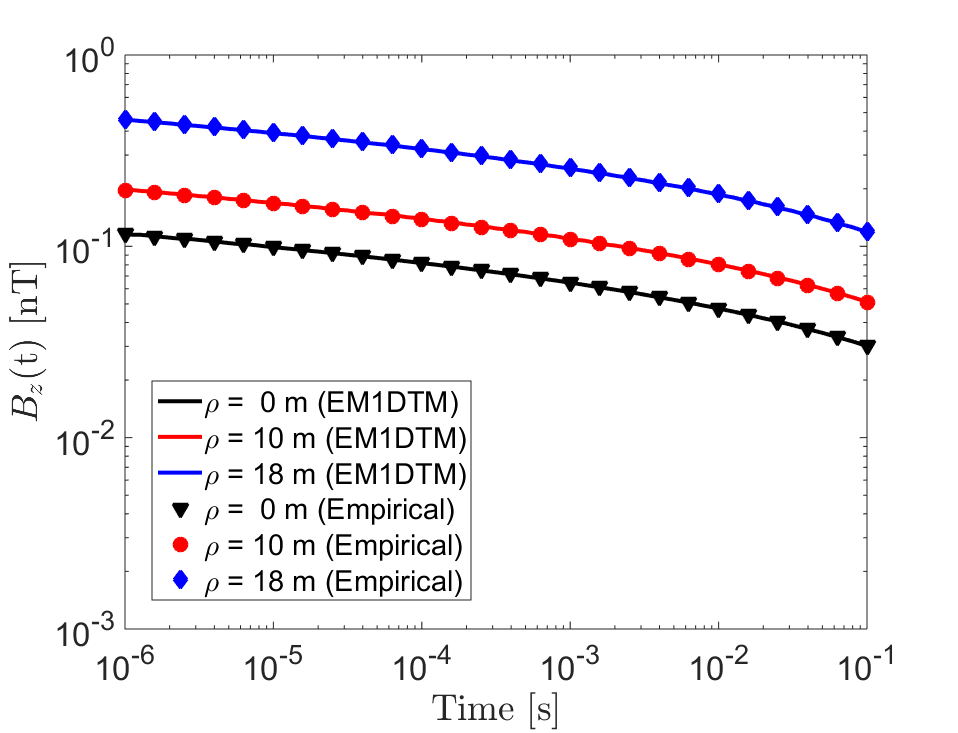 10^0
10^-1
10^-2
10^-3
B_z(t) [nT]
ρ = 0 m (EM1DTM)
ρ = 10 m (EM1DTM)
ρ = 18 m (EM1DTM)
ρ = 0 m (Empirical)
ρ = 10 m (Empirical)
ρ = 18 m (Empirical)
10^-6 10^-5 10^-4 10^-3 10^-2 10^-1
Time [s]